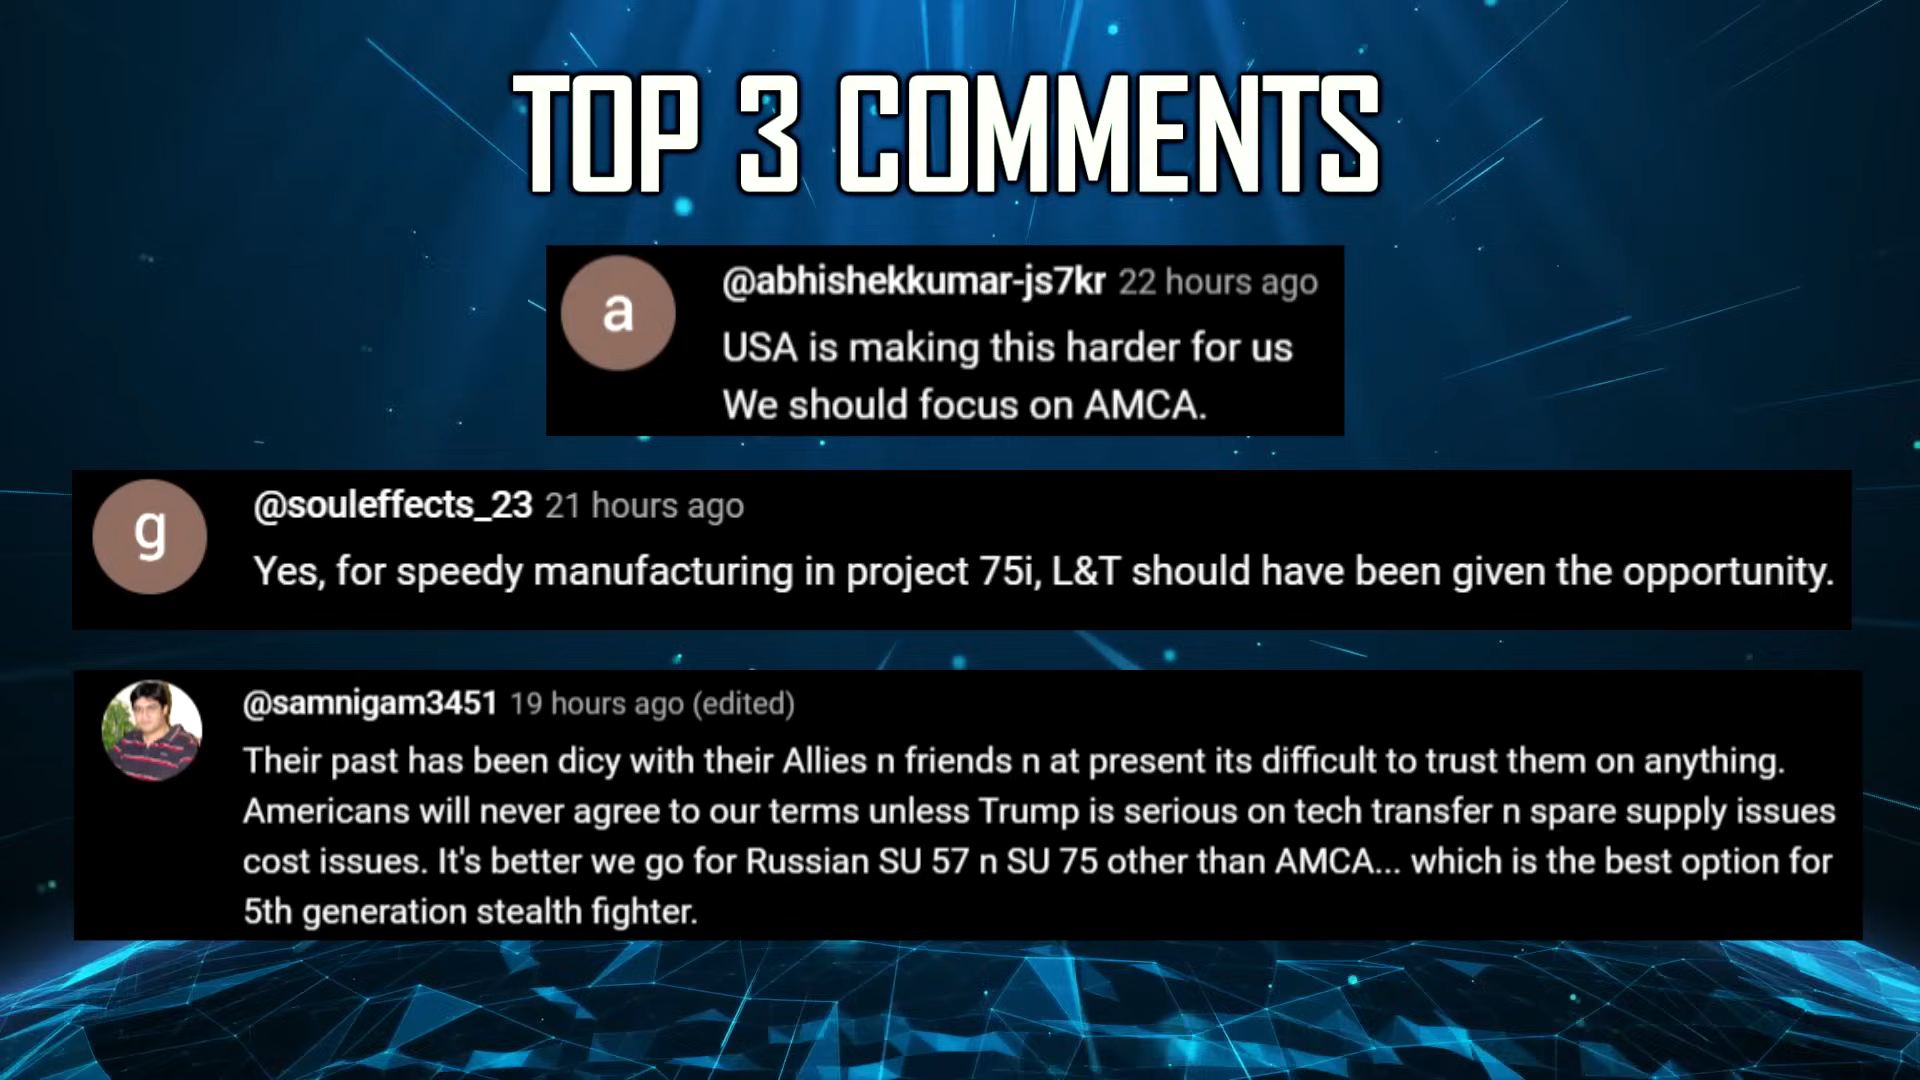 TOP 3 COMMENTS
a
@abhishekkumar-js7kr 22 hours ago
USA is making this harder for us
We should focus on AMCA.
g
@souleffects_23 21 hours ago
Yes, for speedy manufacturing in project 75i, L&T should have been given the opportunity.
@samnigam3451 19 hours ago (edited)
Their past has been dicy with their Allies n friends n at present its difficult to trust them on anything.
Americans will never agree to our terms unless Trump is serious on tech transfer n spare supply issues
cost issues. It's better we go for Russian SU 57 n SU 75 other than AMCA... which is the best option for
5th generation stealth fighter.